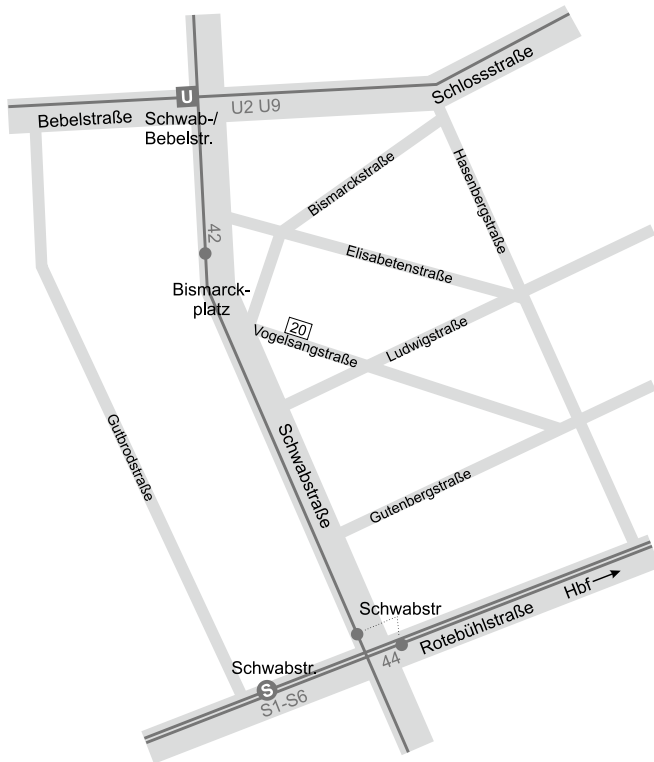 Schlossstraße
U
U2 U9
Bebelstraße
Schwab-/
Bebelstr.
Bismarckstraße
Hasenbergstraße
42
Elisabetenstraße
Bismarck-
platz
20
Vogelsangstraße
Ludwigstraße
Gutbrodstraße
Schwabstraße
Gutenbergstraße
Hbf
Schwabstr
Rotebühlstraße
44
Schwabstr.
S
S1-S6